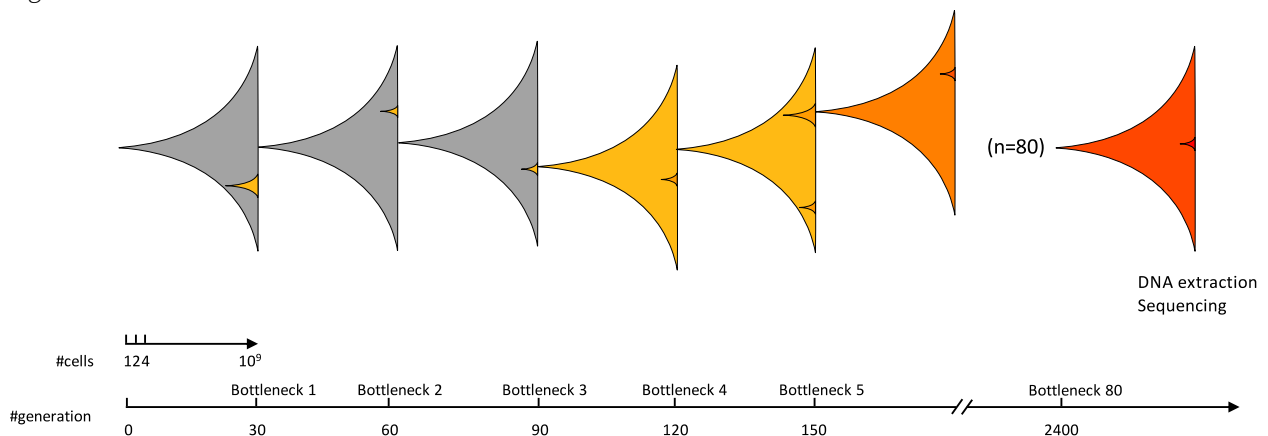 (n=80)
DNA extraction
Sequencing
#cells
124
10⁹
Bottleneck 1
Bottleneck 2
Bottleneck 3
Bottleneck 4
Bottleneck 5
Bottleneck 80
#generation
0
30
60
90
120
150
2400